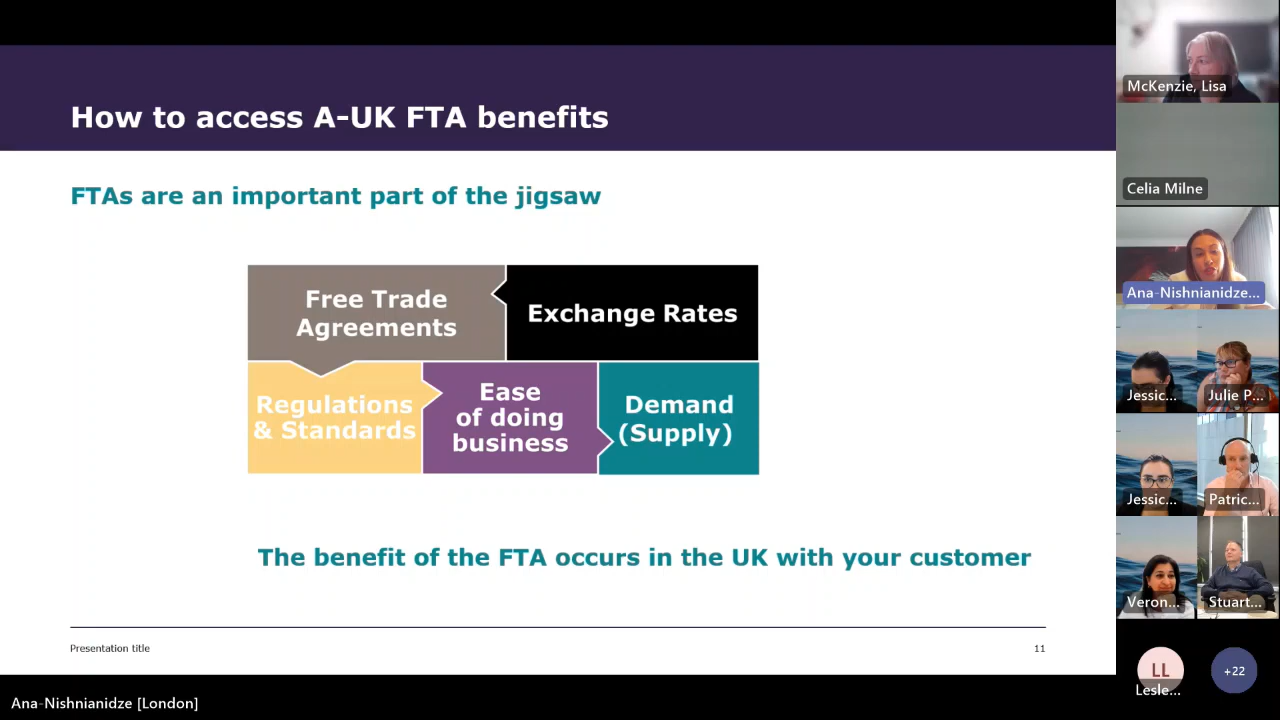 How to access A-UK FTA benefits
FTAs are an important part of the jigsaw
Free Trade
Agreements
Exchange Rates
Regulations
& Standards
Ease
of doing
business
Demand
(Supply)
The benefit of the FTA occurs in the UK with your customer
Presentation title
11
Ana-Nishnianidze [London]
McKenzie, Lisa
Celia Milne
Ana-Nishnianidze...
Jessic...
Julie P...
Jessic...
Patric...
Veron...
Stuart...
LL
Lesle...
+22